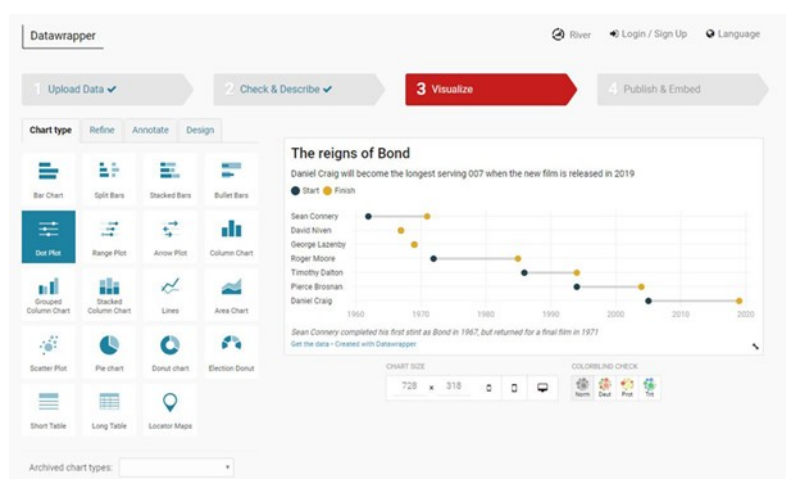 Datawrapper
River Login / Sign Up Language
1 Upload Data ✔ 2 Check & Describe ✔ 3 Visualize 4 Publish & Embed
Chart type Refine Annotate Design
Bar Chart Split Bars Stacked Bars Bullet Bars
Dot Plot Range Plot Arrow Plot Column Chart
Grouped Column Chart Stacked Column Chart Lines Area Chart
Scatter Plot Pie chart Donut chart Election Donut
Short Table Long Table Locator Maps
Archived chart types:
The reigns of Bond
Daniel Craig will become the longest serving 007 when the new film is released in 2019
Start Finish
Sean Connery
David Niven
George Lazenby
Roger Moore
Timothy Dalton
Pierce Brosnan
Daniel Craig
1960 1970 1980 1990 2000 2010 2020
Sean Connery completed his first stint as Bond in 1967, but returned for a final film in 1971
Get the data • Created with Datawrapper
CHART SIZE COLORBLIND CHECK
728 × 318
Norm Deut Prot Trit